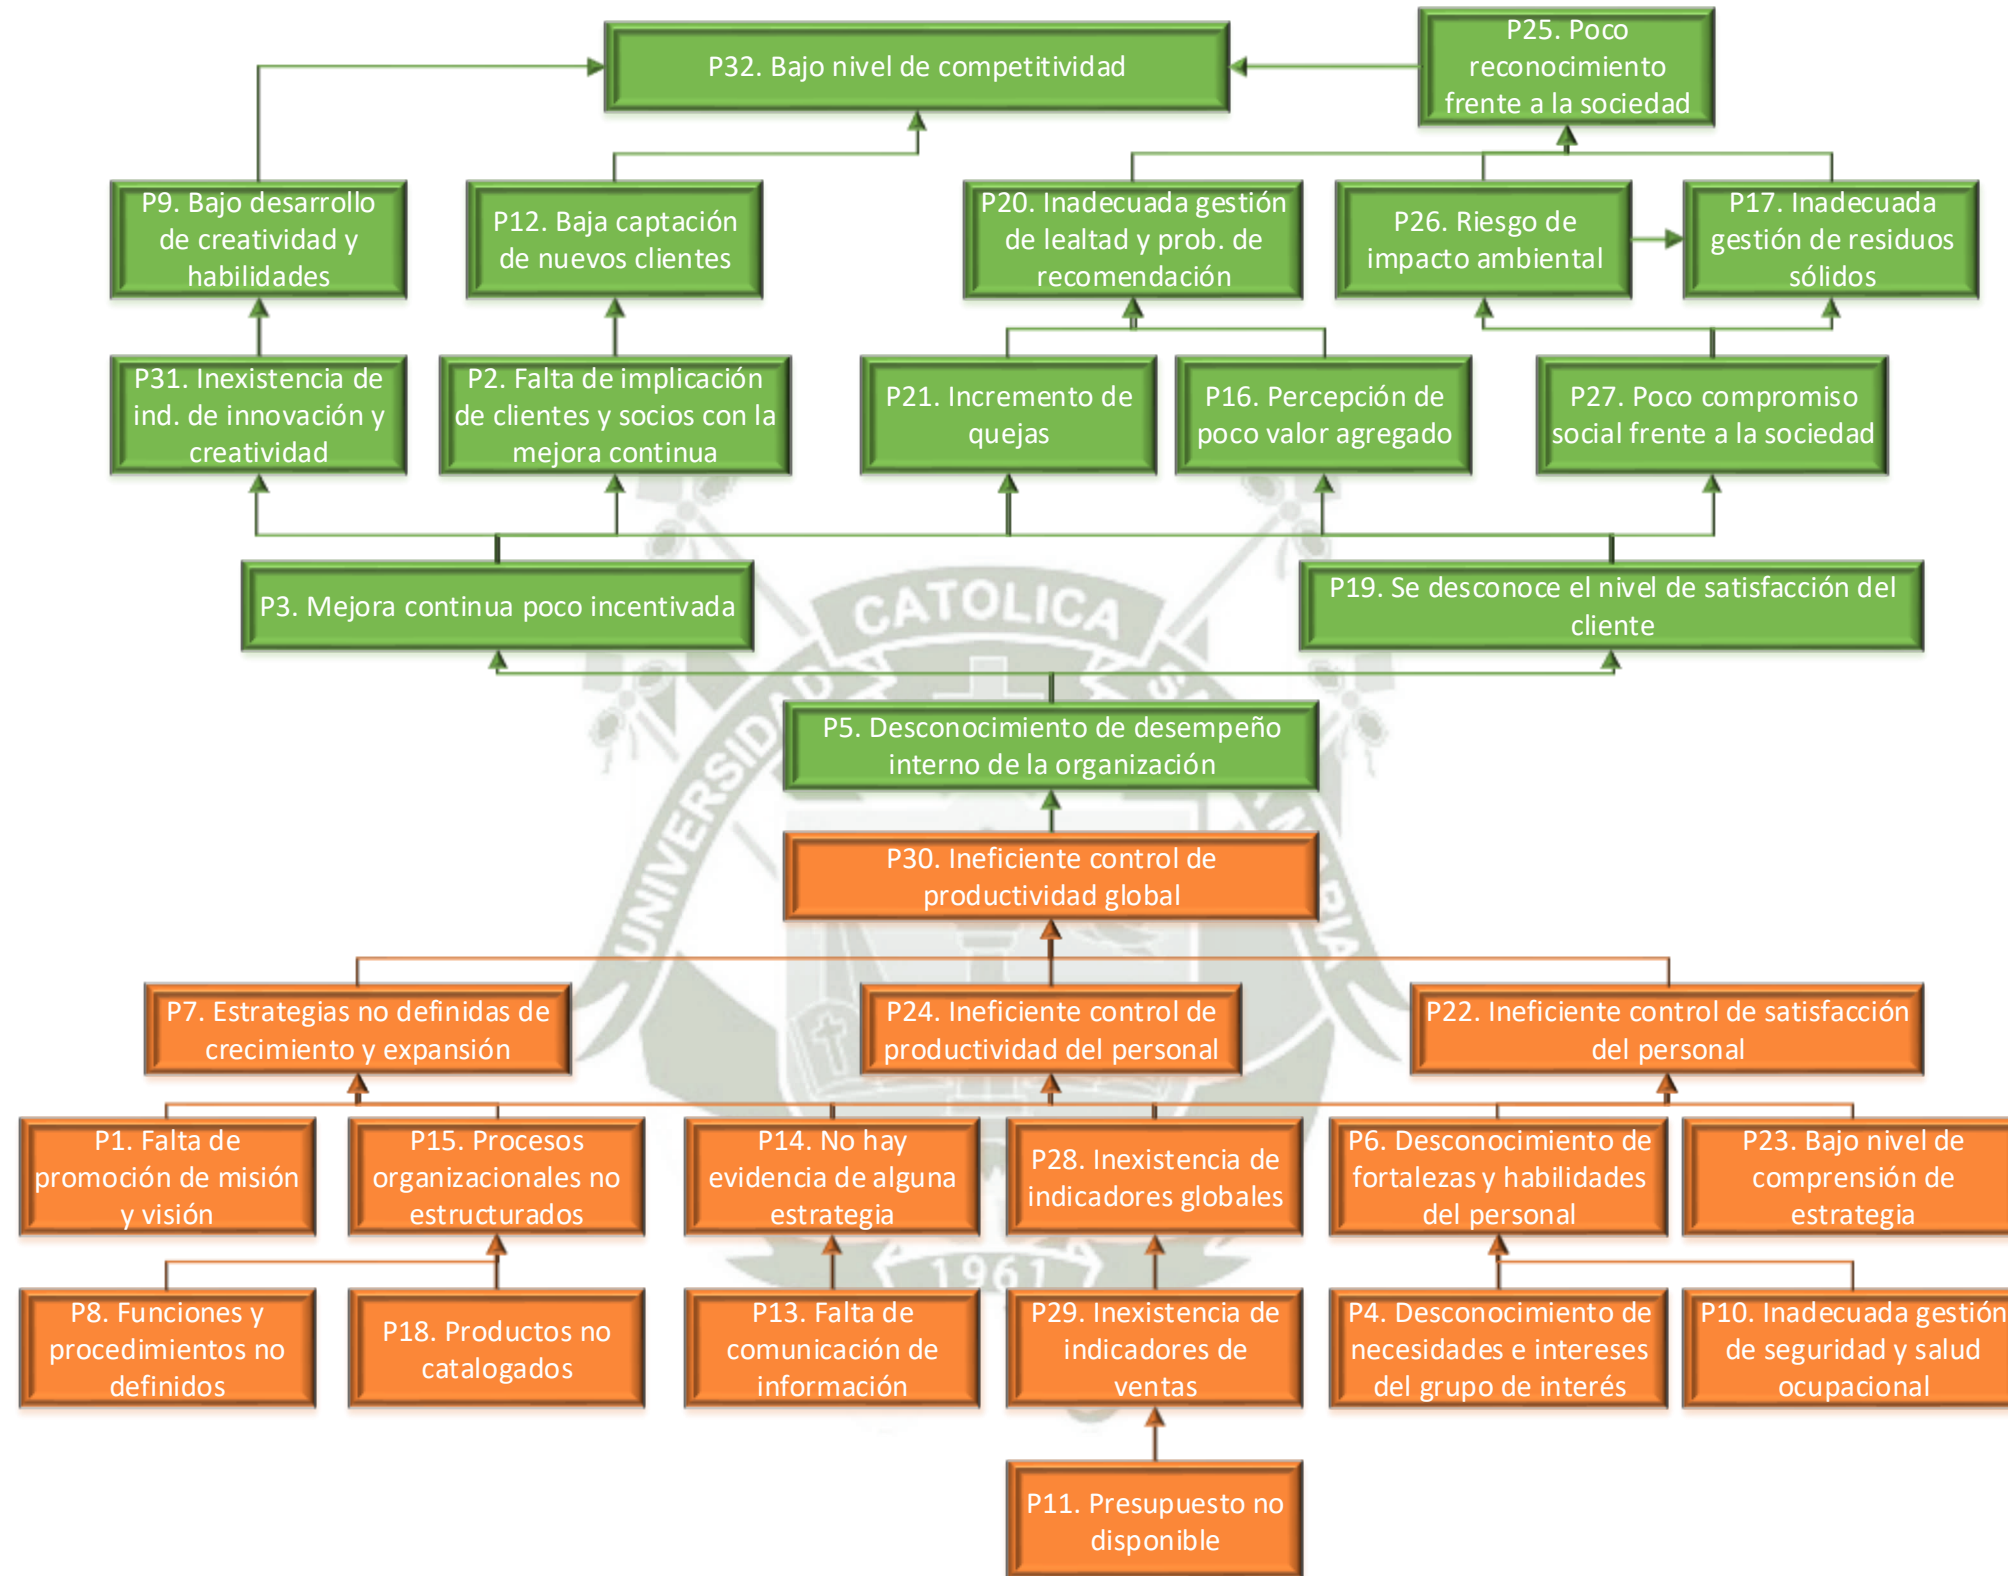 P32. Bajo nivel de competitividad
P25. Poco
reconocimiento
frente a la sociedad
P9. Bajo desarrollo
de creatividad y
habilidades
P12. Baja captación
de nuevos clientes
P20. Inadecuada gestión
de lealtad y prob. de
recomendación
P26. Riesgo de
impacto ambiental
P17. Inadecuada
gestión de residuos
sólidos
P31. Inexistencia de
ind. de innovación y
creatividad
P2. Falta de implicación
de clientes y socios con la
mejora continua
P21. Incremento de
quejas
P16. Percepción de
poco valor agregado
P27. Poco compromiso
social frente a la sociedad
P3. Mejora continua poco incentivada
P19. Se desconoce el nivel de satisfacción del
cliente
P5. Desconocimiento de desempeño
interno de la organización
P30. Ineficiente control de
productividad global
P7. Estrategias no definidas de
crecimiento y expansión
P24. Ineficiente control de
productividad del personal
P22. Ineficiente control de satisfacción
del personal
P1. Falta de
promoción de misión
y visión
P15. Procesos
organizacionales no
estructurados
P14. No hay
evidencia de alguna
estrategia
P28. Inexistencia de
indicadores globales
P6. Desconocimiento de
fortalezas y habilidades
del personal
P23. Bajo nivel de
comprensión de
estrategia
P8. Funciones y
procedimientos no
definidos
P18. Productos no
catalogados
P13. Falta de
comunicación de
información
P29. Inexistencia de
indicadores de
ventas
P4. Desconocimiento de
necesidades e intereses
del grupo de interés
P10. Inadecuada gestión
de seguridad y salud
ocupacional
P11. Presupuesto no
disponible
UNIVERSIDAD
CATOLICA
1961